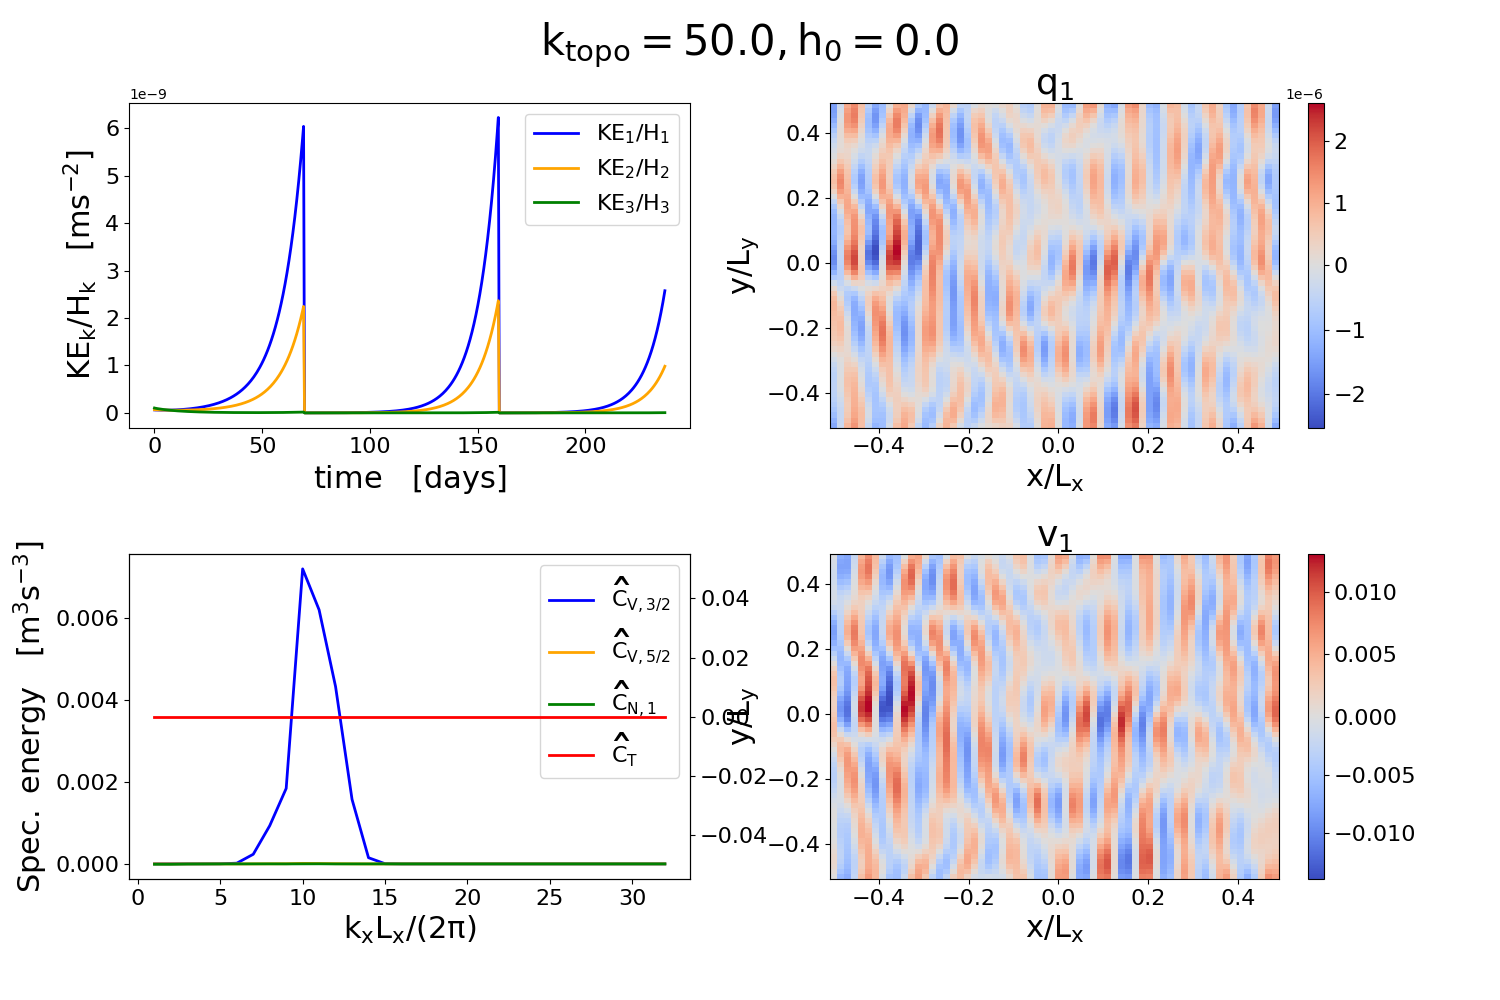 k_topo = 50.0, h_0 = 0.0
1e−9
KE_k/H_k [ms^−2]
6
5
4
3
2
1
0
KE_1/H_1
KE_2/H_2
KE_3/H_3
0 50 100 150 200
time [days]
q_1
1e−6
y/L_y
0.4
0.2
0.0
−0.2
−0.4
−0.4 −0.2 0.0 0.2 0.4
x/L_x
2
1
0
−1
−2
Spec. energy [m^3s^−3]
0.006
0.004
0.002
0.000
Ĉ_V,3/2
Ĉ_V,5/2
Ĉ_N,1
Ĉ_T
0 5 10 15 20 25 30
k_xL_x/(2π)
0.04
0.02
0.00
−0.02
−0.04
v_1
y/L_y
0.4
0.2
0.0
−0.2
−0.4
−0.4 −0.2 0.0 0.2 0.4
x/L_x
0.010
0.005
0.000
−0.005
−0.010